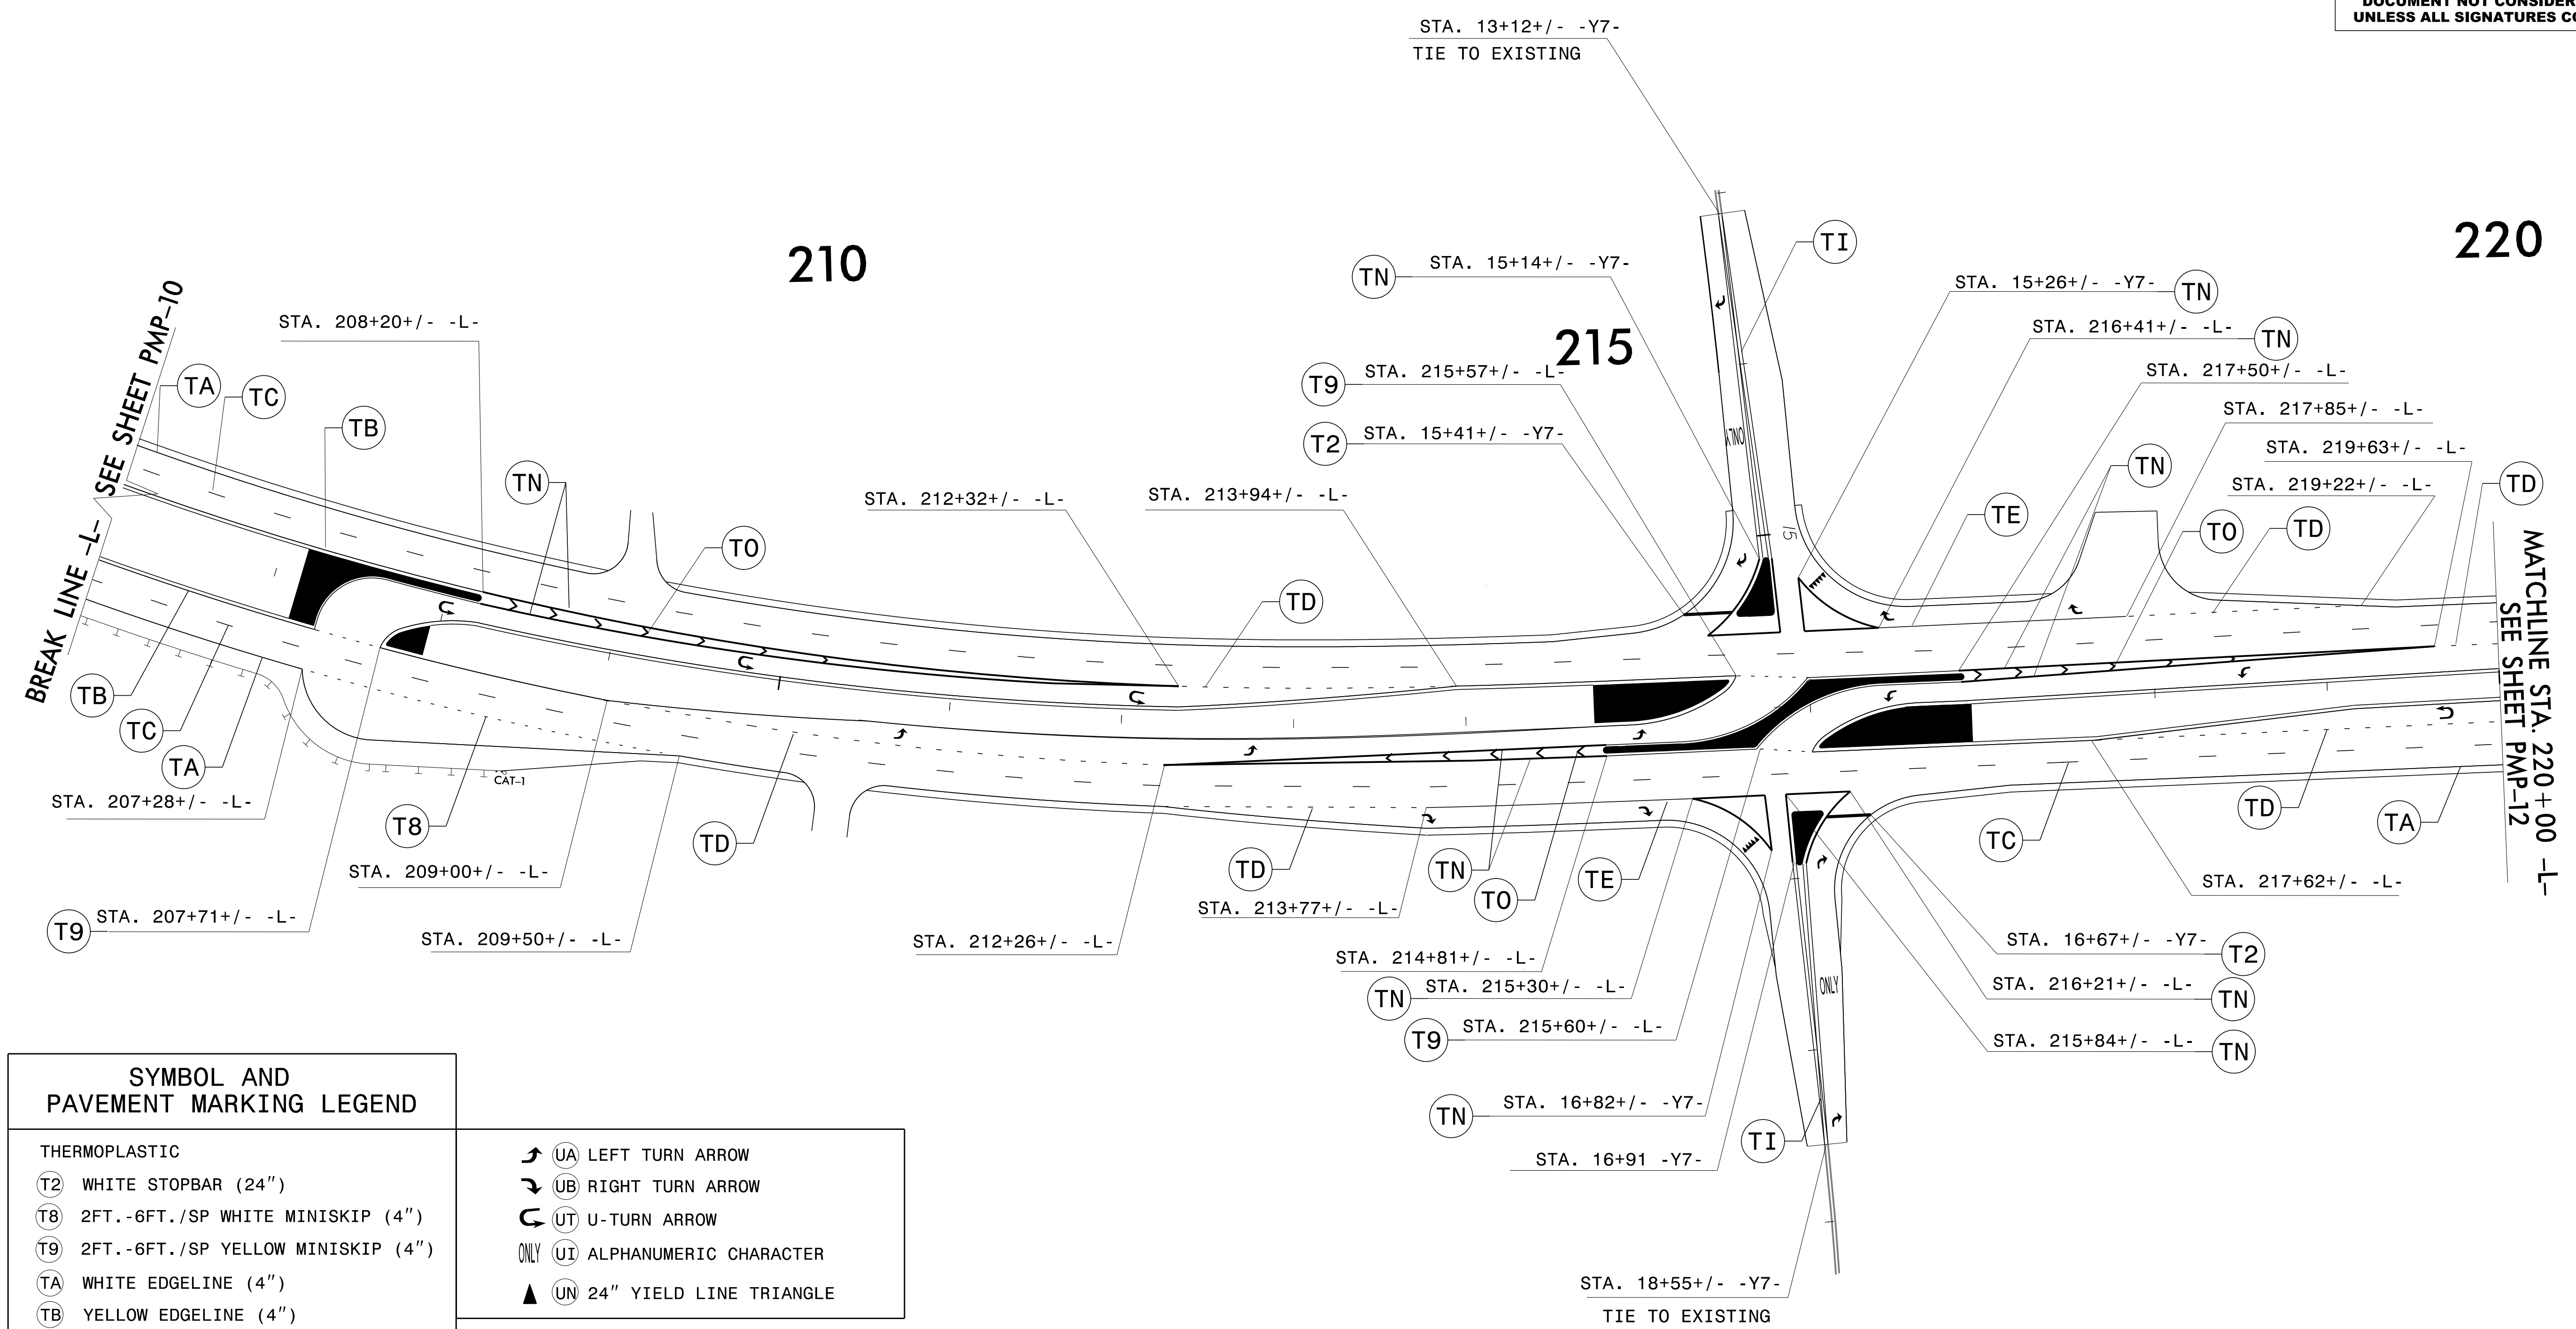 DOCUMENT NOT CONSIDER
UNLESS ALL SIGNATURES CO
STA. 13+12+/- -Y7-
TIE TO EXISTING
210
215
220
SEE SHEET PMP-10
BREAK LINE -L-
STA. 208+20+/- -L-
TA
TC
TB
TN
TO
STA. 212+32+/- -L-
STA. 213+94+/- -L-
TD
TN STA. 15+14+/- -Y7-
T9 STA. 215+57+/- -L-
T2 STA. 15+41+/- -Y7-
TI
STA. 15+26+/- -Y7- TN
STA. 216+41+/- -L- TN
STA. 217+50+/- -L-
STA. 217+85+/- -L-
STA. 219+63+/- -L-
STA. 219+22+/- -L-
TN
TE
TO
TD
TD
ONLY
15
MATCHLINE STA. 220+00 -L-
SEE SHEET PMP-12
TB
TC
TA
STA. 207+28+/- -L-
CAT-1
T8
TD
STA. 209+00+/- -L-
T9 STA. 207+71+/- -L-
STA. 209+50+/- -L-
STA. 212+26+/- -L-
TD
STA. 213+77+/- -L-
TN
TO
TE
STA. 214+81+/- -L-
TN STA. 215+30+/- -L-
T9 STA. 215+60+/- -L-
TN STA. 16+82+/- -Y7-
STA. 16+91 -Y7-
TI
ONLY
TC
TD
TA
STA. 217+62+/- -L-
STA. 16+67+/- -Y7- T2
STA. 216+21+/- -L- TN
STA. 215+84+/- -L- TN
STA. 18+55+/- -Y7-
TIE TO EXISTING
SYMBOL AND
PAVEMENT MARKING LEGEND
THERMOPLASTIC
T2 WHITE STOPBAR (24")
T8 2FT.-6FT./SP WHITE MINISKIP (4")
T9 2FT.-6FT./SP YELLOW MINISKIP (4")
TA WHITE EDGELINE (4")
TB YELLOW EDGELINE (4")
UA LEFT TURN ARROW
UB RIGHT TURN ARROW
UT U-TURN ARROW
ONLY UI ALPHANUMERIC CHARACTER
UN 24" YIELD LINE TRIANGLE